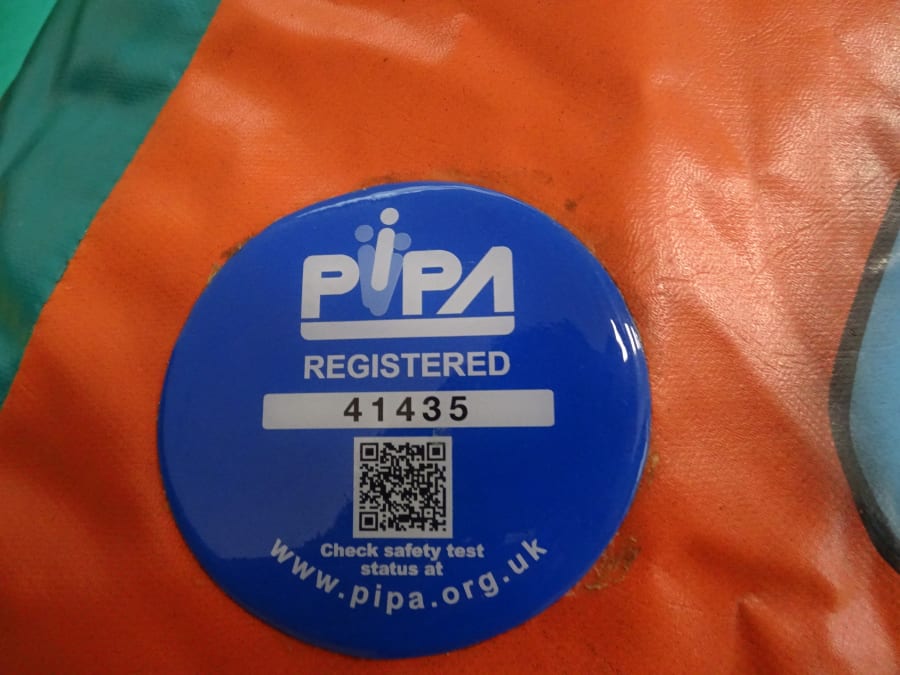 PiPA
REGISTERED
41435
Check safety test
status at
www.pipa.org.uk